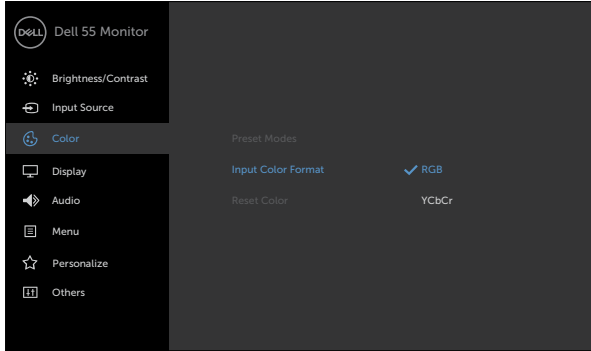 DELL
Dell 55 Monitor
Brightness/Contrast
Input Source
Color
Display
Audio
Menu
Personalize
Others
Preset Modes
Input Color Format
RGB
Reset Color
YCbCr